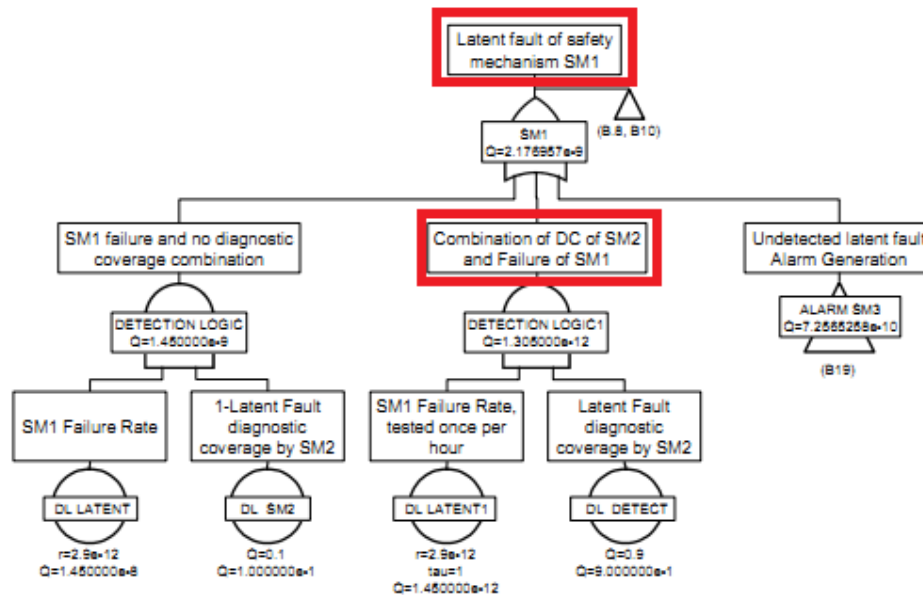 Latent fault of safety
mechanism SM1
SM1
Q=2.176957e-9
(B.8, B10)
SM1 failure and no diagnostic
coverage combination
Combination of DC of SM2
and Failure of SM1
Undetected latent fault
Alarm Generation
DETECTION LOGIC
Q=1.450000e-9
DETECTION LOGIC1
Q=1.305000e-12
ALARM SM3
Q=7.2565258e-10
(B19)
SM1 Failure Rate
1-Latent Fault
diagnostic
coverage by SM2
SM1 Failure Rate,
tested once per
hour
Latent Fault
diagnostic
coverage by SM2
DL LATENT
DL SM2
DL LATENT1
DL DETECT
r=2.9e-12
Q=1.450000e-8
Q=0.1
Q=1.000000e-1
r=2.9e-12
tau=1
Q=1.450000e-12
Q=0.9
Q=9.000000e-1